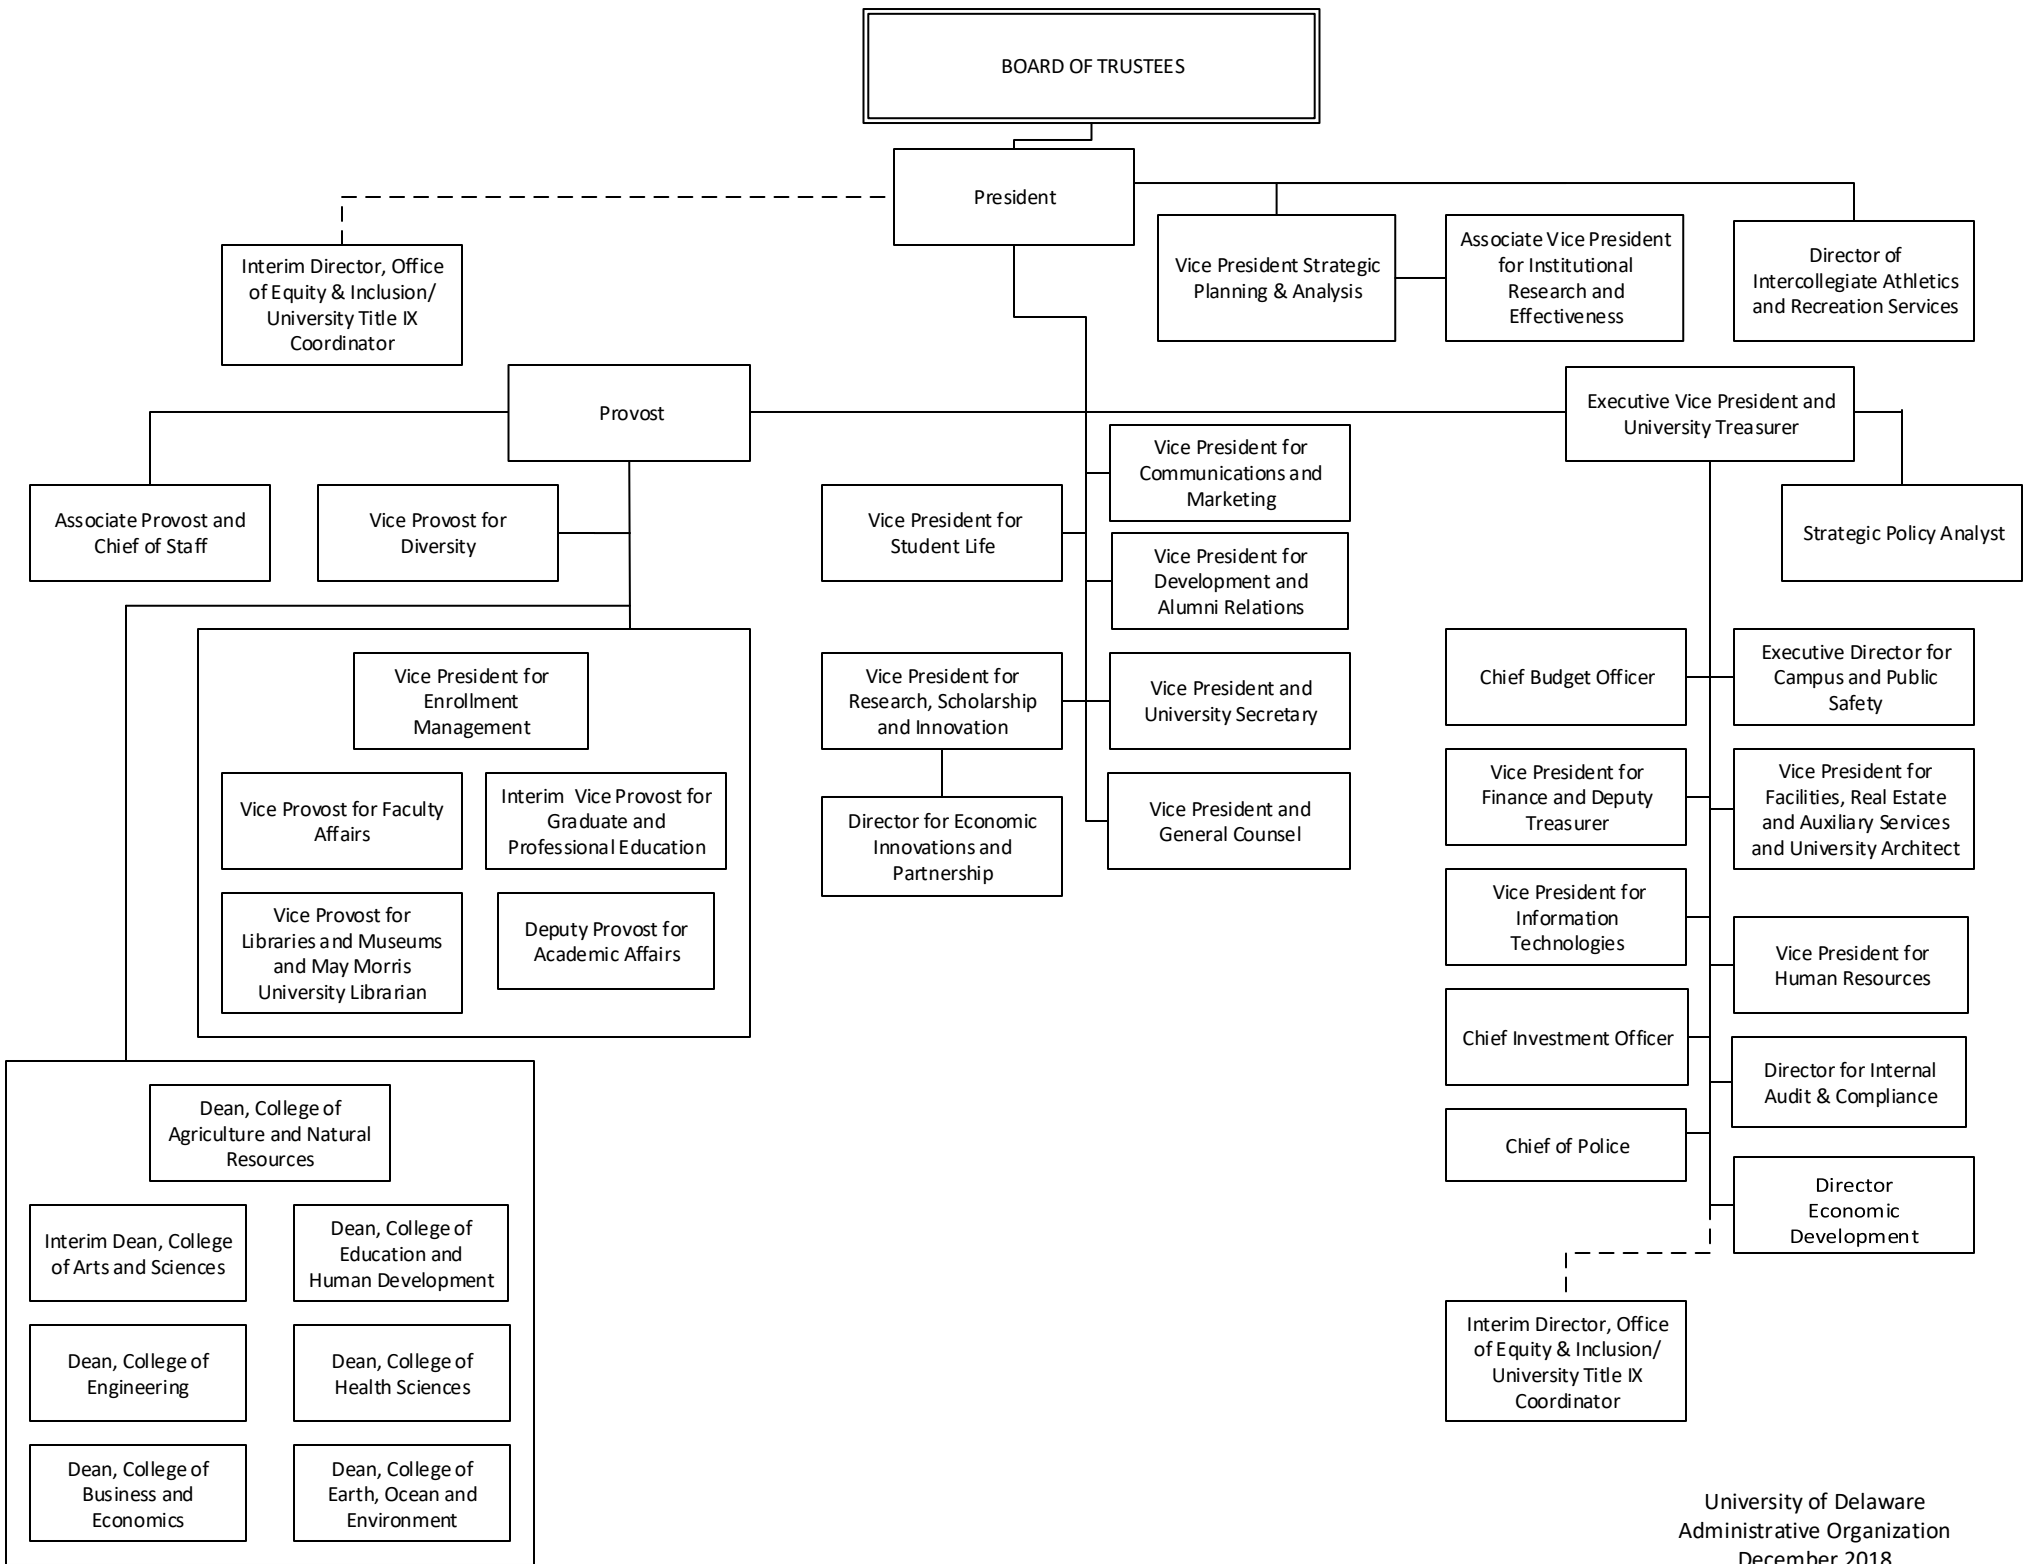 BOARD OF TRUSTEES
President
Interim Director, Office
of Equity & Inclusion/
University Title IX
Coordinator
Vice President Strategic
Planning & Analysis
Associate Vice President
for Institutional
Research and
Effectiveness
Director of
Intercollegiate Athletics
and Recreation Services
Provost
Executive Vice President and
University Treasurer
Associate Provost and
Chief of Staff
Vice Provost for
Diversity
Vice President for
Student Life
Vice President for
Communications and
Marketing
Vice President for
Development and
Alumni Relations
Strategic Policy Analyst
Vice President for
Enrollment
Management
Vice Provost for Faculty
Affairs
Interim Vice Provost for
Graduate and
Professional Education
Vice Provost for
Libraries and Museums
and May Morris
University Librarian
Deputy Provost for
Academic Affairs
Vice President for
Research, Scholarship
and Innovation
Vice President and
University Secretary
Director for Economic
Innovations and
Partnership
Vice President and
General Counsel
Chief Budget Officer
Executive Director for
Campus and Public
Safety
Vice President for
Finance and Deputy
Treasurer
Vice President for
Facilities, Real Estate
and Auxiliary Services
and University Architect
Vice President for
Information
Technologies
Vice President for
Human Resources
Chief Investment Officer
Director for Internal
Audit & Compliance
Chief of Police
Director
Economic
Development
Interim Director, Office
of Equity & Inclusion/
University Title IX
Coordinator
Dean, College of
Agriculture and Natural
Resources
Interim Dean, College
of Arts and Sciences
Dean, College of
Education and
Human Development
Dean, College of
Engineering
Dean, College of
Health Sciences
Dean, College of
Business and
Economics
Dean, College of
Earth, Ocean and
Environment
University of Delaware
Administrative Organization
December 2018